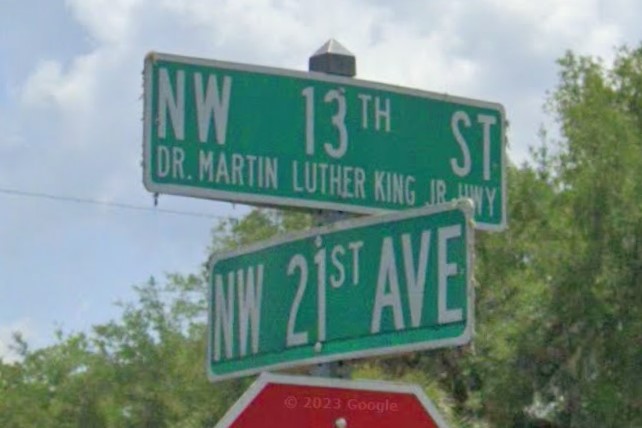 NW 13TH ST
DR. MARTIN LUTHER KING JR. HWY
NW 21ST AVE
© 2023 Google